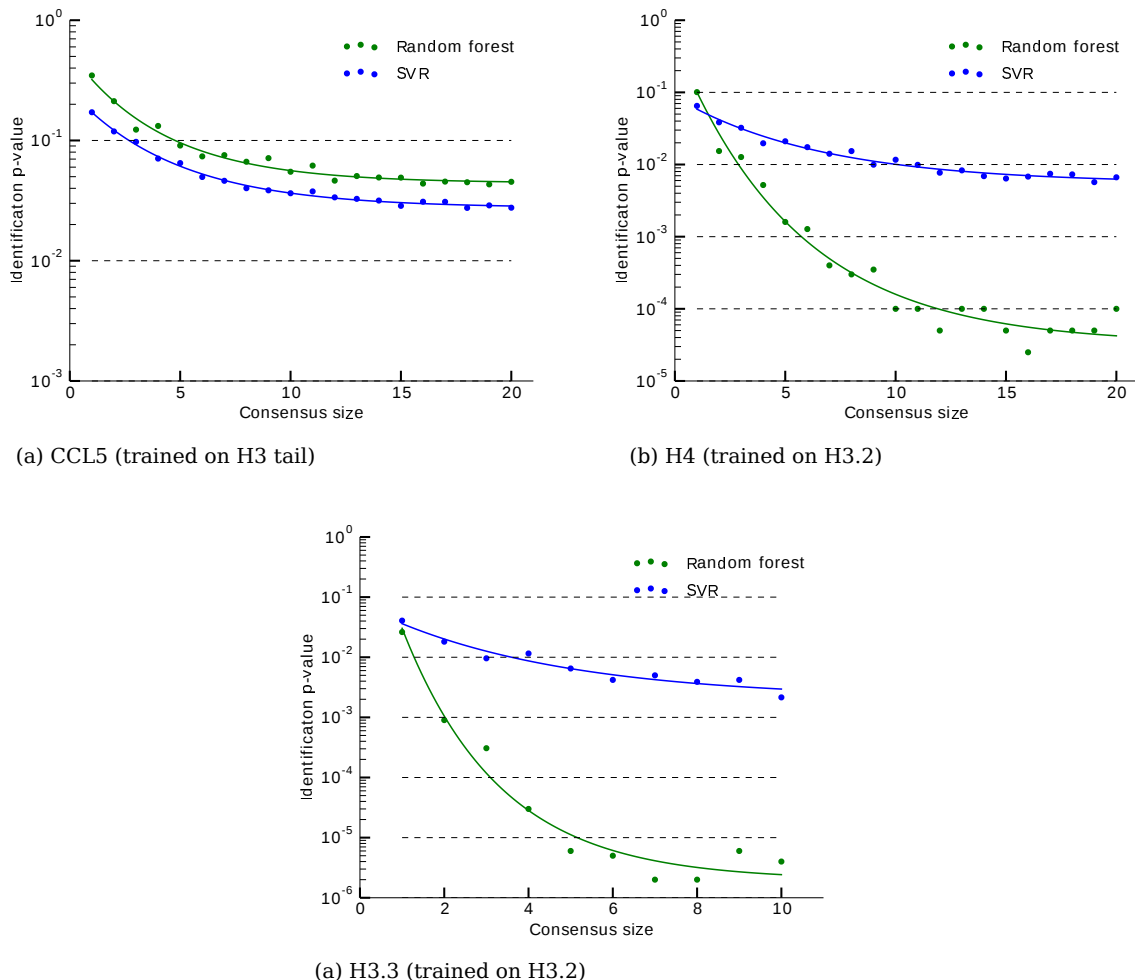 10^0
Random forest
SVR
10^-1
10^-2
10^-3
Identificaton p-value
0 5 10 15 20
Consensus size
(a) CCL5 (trained on H3 tail)
10^0
Random forest
SVR
10^-1
10^-2
10^-3
10^-4
10^-5
Identificaton p-value
0 5 10 15 20
Consensus size
(b) H4 (trained on H3.2)
10^0
Random forest
SVR
10^-1
10^-2
10^-3
10^-4
10^-5
10^-6
Identificaton p-value
0 2 4 6 8 10
Consensus size
(a) H3.3 (trained on H3.2)